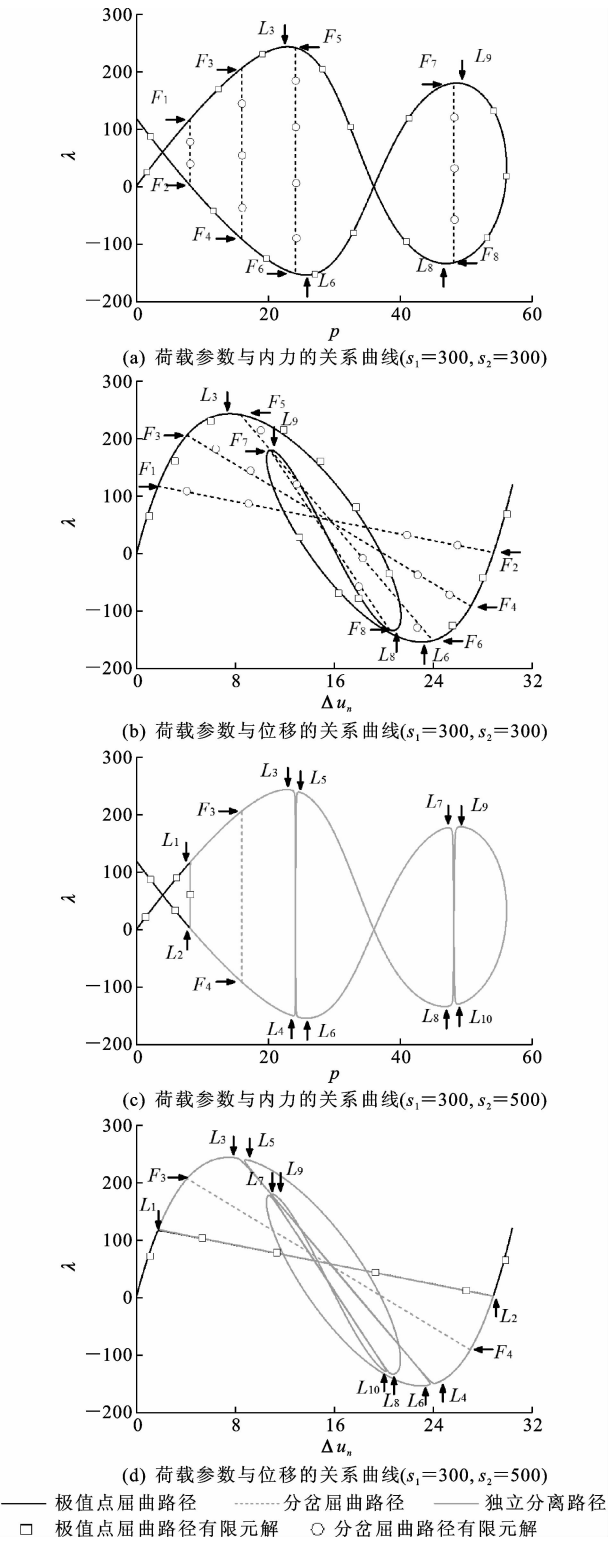 300
L3
F5
F3
F7
L9
200
F1
100
λ
0
F2
F4
-100
F6
L6
L8
F8
-200
0 20 40 60
p
(a) 荷载参数与内力的关系曲线(s1=300, s2=300)
300
L3
F5
L9
F3
F7
200
F1
100
λ
0
F2
F4
-100
F8
L8
L6
F6
-200
0 8 16 24 32
Δun
(b) 荷载参数与位移的关系曲线(s1=300, s2=300)
300
L3 L5
L7 L9
F3
200
L1
100
λ
0
L2
F4
-100
L4 L6
L8 L10
-200
0 20 40 60
p
(c) 荷载参数与内力的关系曲线(s1=300, s2=500)
300
L3 L5
L7 L9
F3
200
L1
100
λ
0
L2
F4
-100
L10 L8 L6 L4
-200
0 8 16 24 32
Δun
(d) 荷载参数与位移的关系曲线(s1=300, s2=500)
极值点屈曲路径 分岔屈曲路径 独立分离路径
极值点屈曲路径有限元解 分岔屈曲路径有限元解